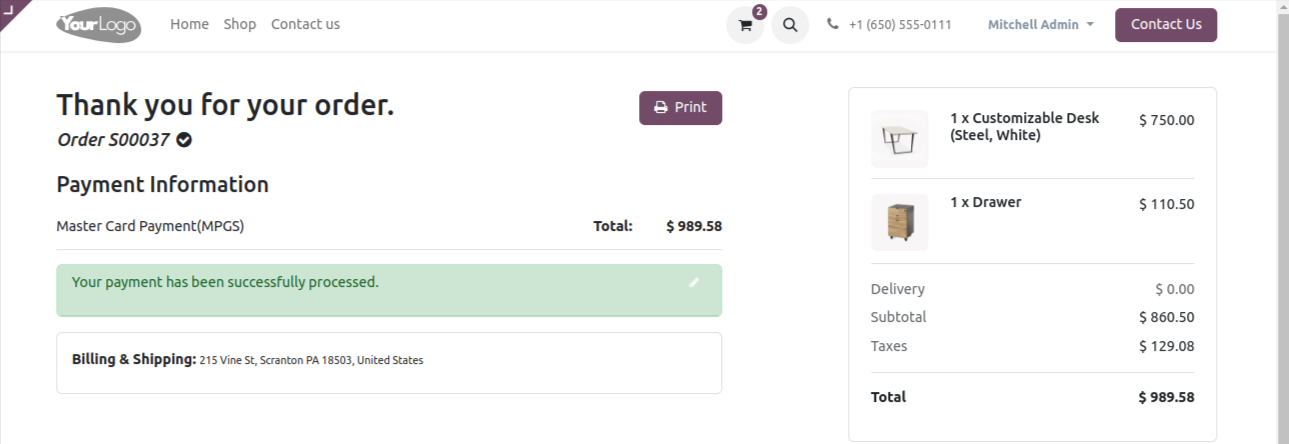 YourLogo
Home Shop Contact us
2
+1 (650) 555-0111
Mitchell Admin
Contact Us
Thank you for your order.
Print
Order S00037
Payment Information
Master Card Payment(MPGS) Total: $ 989.58
Your payment has been successfully processed.
Billing & Shipping: 215 Vine St, Scranton PA 18503, United States
1 x Customizable Desk $ 750.00
(Steel, White)
1 x Drawer $ 110.50
Delivery $ 0.00
Subtotal $ 860.50
Taxes $ 129.08
Total $ 989.58